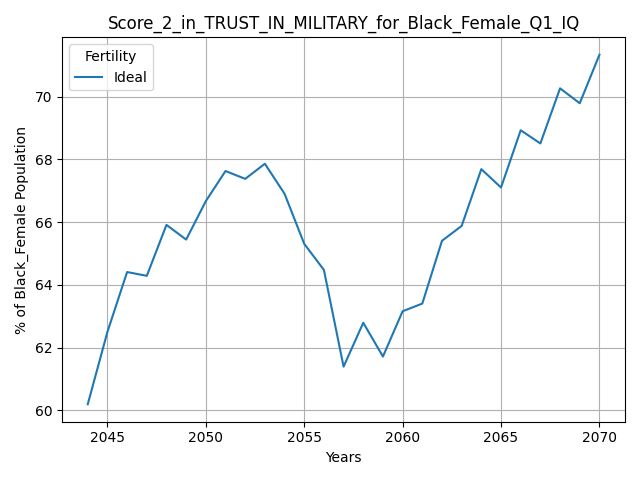 Score_2_in_TRUST_IN_MILITARY_for_Black_Female_Q1_IQ
Fertility
Ideal
% of Black_Female Population
70
68
66
64
62
60
2045
2050
2055
2060
2065
2070
Years